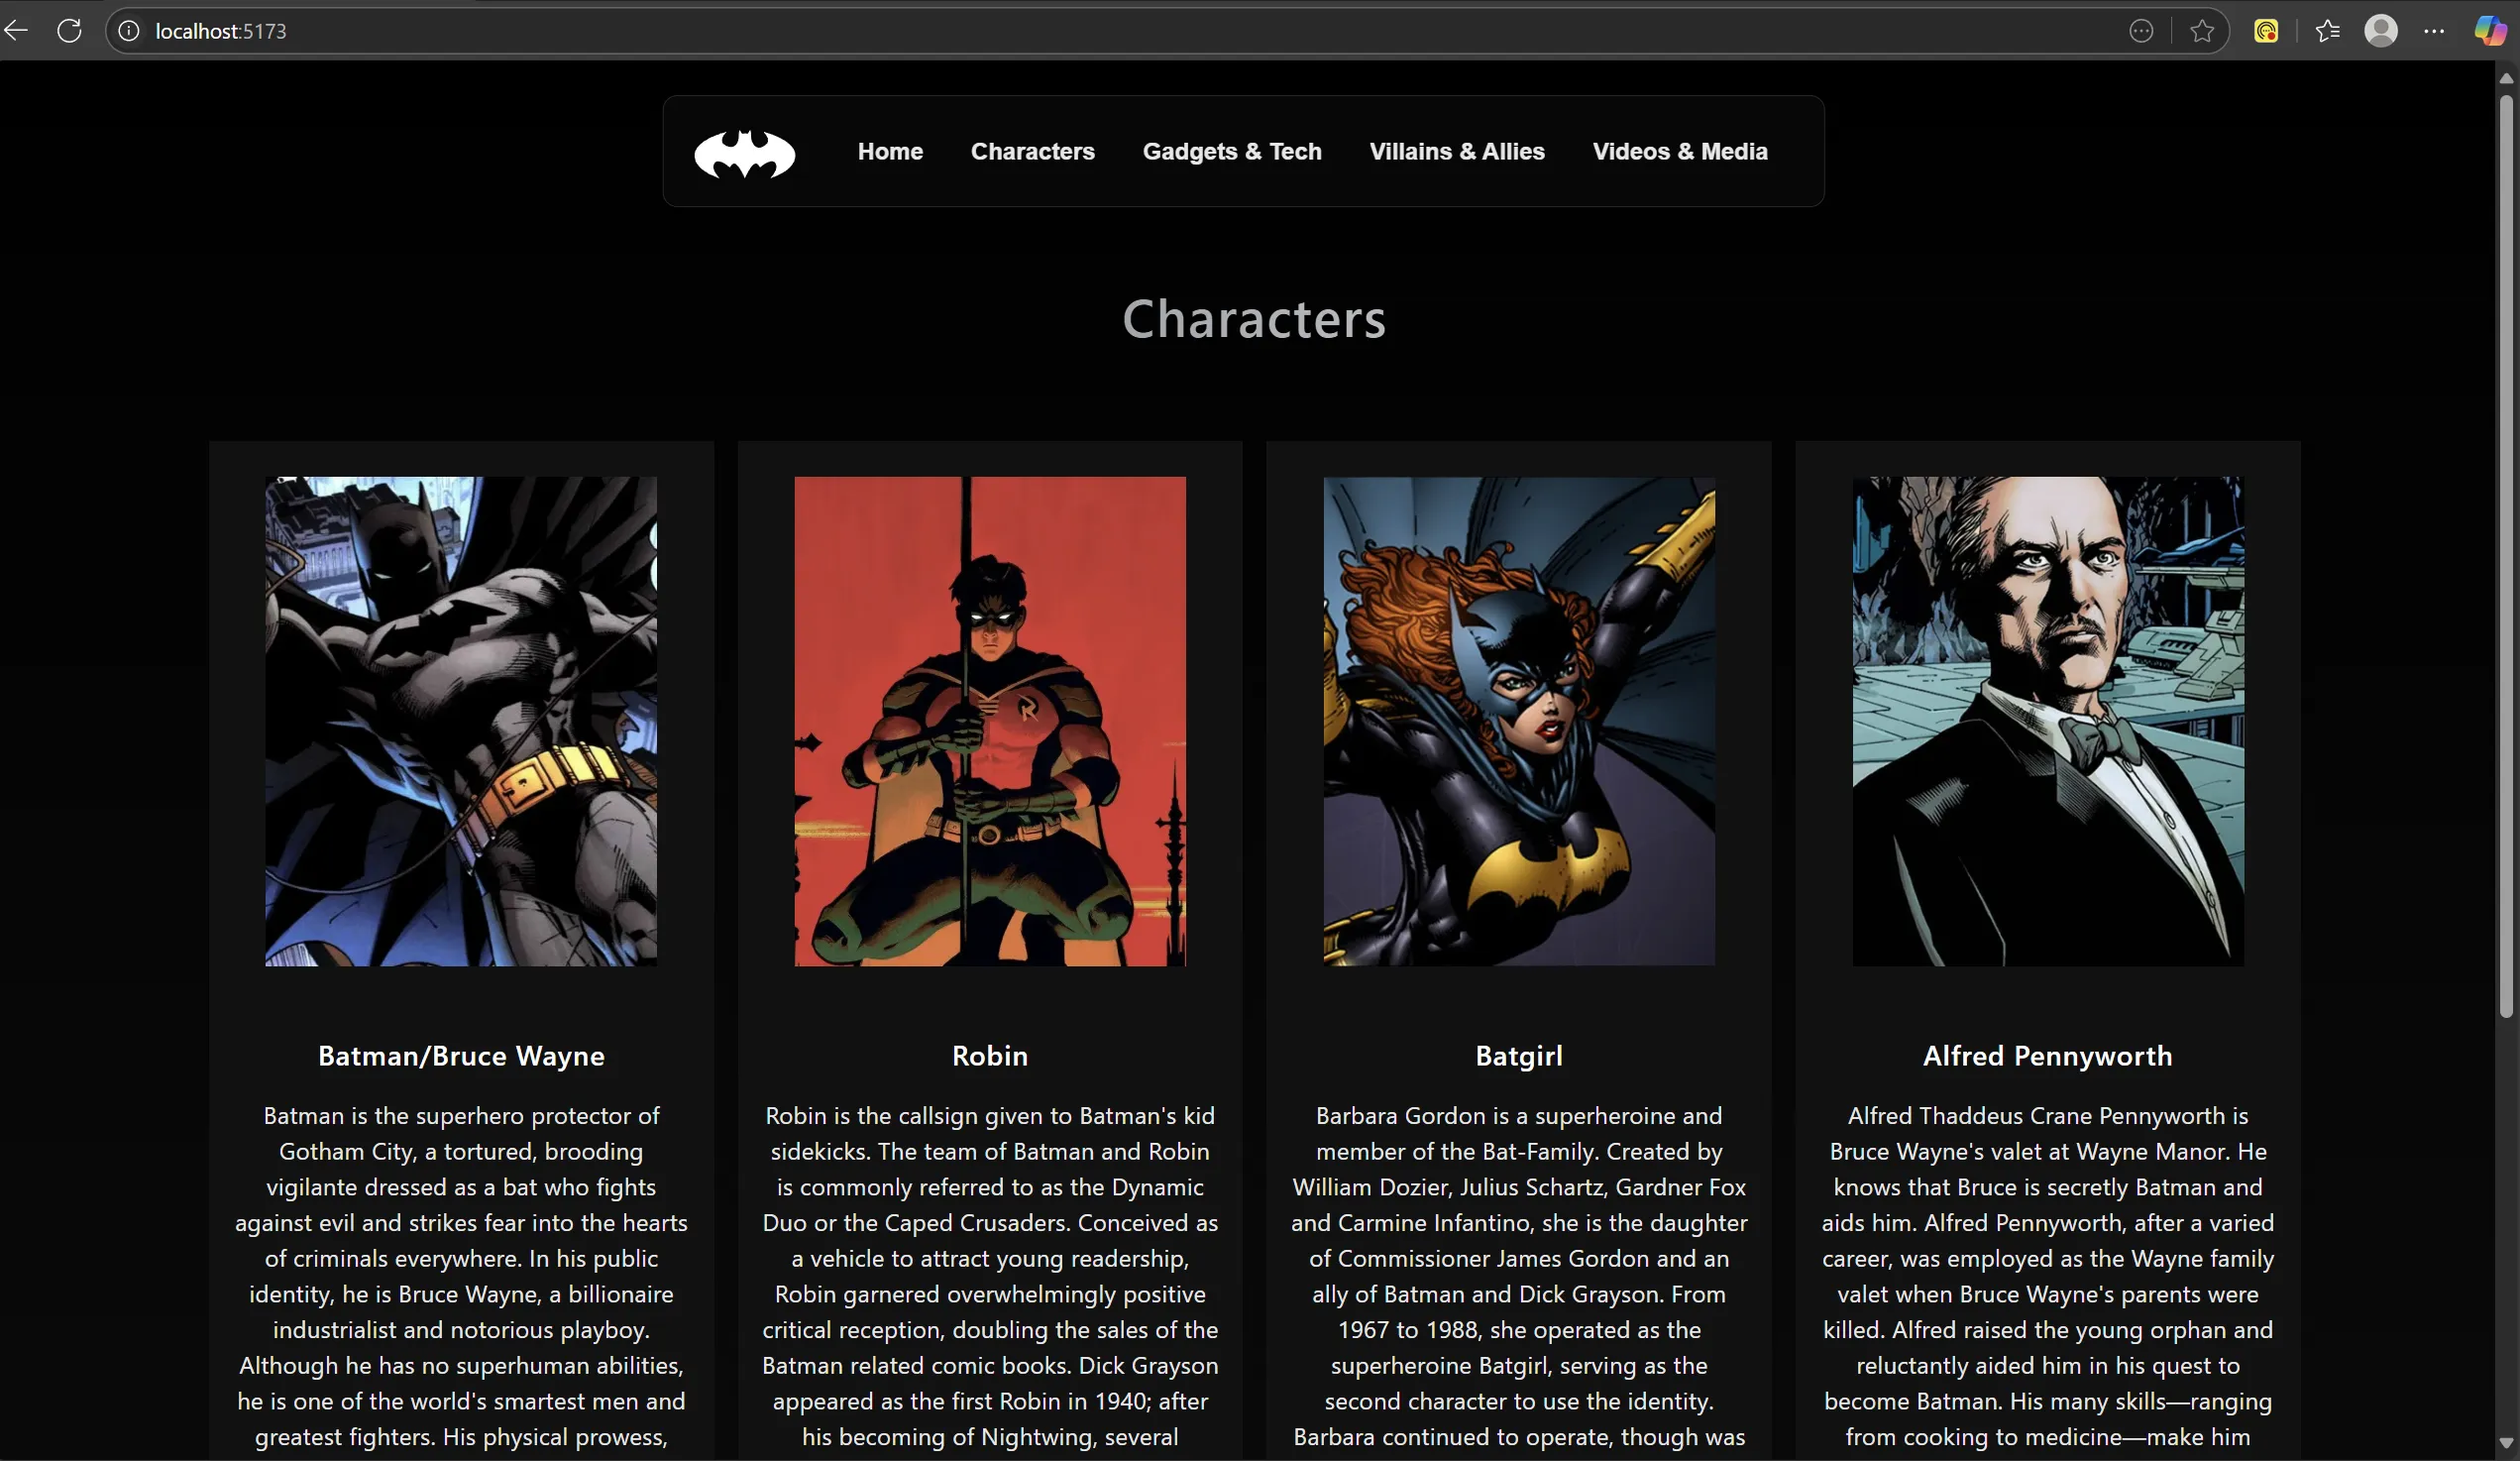 localhost:5173
Home Characters Gadgets & Tech Villains & Allies Videos & Media
Characters
R
Batman/Bruce Wayne
Batman is the superhero protector of
Gotham City, a tortured, brooding
vigilante dressed as a bat who fights
against evil and strikes fear into the hearts
of criminals everywhere. In his public
identity, he is Bruce Wayne, a billionaire
industrialist and notorious playboy.
Although he has no superhuman abilities,
he is one of the world's smartest men and
greatest fighters. His physical prowess,
Robin
Robin is the callsign given to Batman's kid
sidekicks. The team of Batman and Robin
is commonly referred to as the Dynamic
Duo or the Caped Crusaders. Conceived as
a vehicle to attract young readership,
Robin garnered overwhelmingly positive
critical reception, doubling the sales of the
Batman related comic books. Dick Grayson
appeared as the first Robin in 1940; after
his becoming of Nightwing, several
Batgirl
Barbara Gordon is a superheroine and
member of the Bat-Family. Created by
William Dozier, Julius Schartz, Gardner Fox
and Carmine Infantino, she is the daughter
of Commissioner James Gordon and an
ally of Batman and Dick Grayson. From
1967 to 1988, she operated as the
superheroine Batgirl, serving as the
second character to use the identity.
Barbara continued to operate, though was
Alfred Pennyworth
Alfred Thaddeus Crane Pennyworth is
Bruce Wayne's valet at Wayne Manor. He
knows that Bruce is secretly Batman and
aids him. Alfred Pennyworth, after a varied
career, was employed as the Wayne family
valet when Bruce Wayne's parents were
killed. Alfred raised the young orphan and
reluctantly aided him in his quest to
become Batman. His many skills—ranging
from cooking to medicine—make him